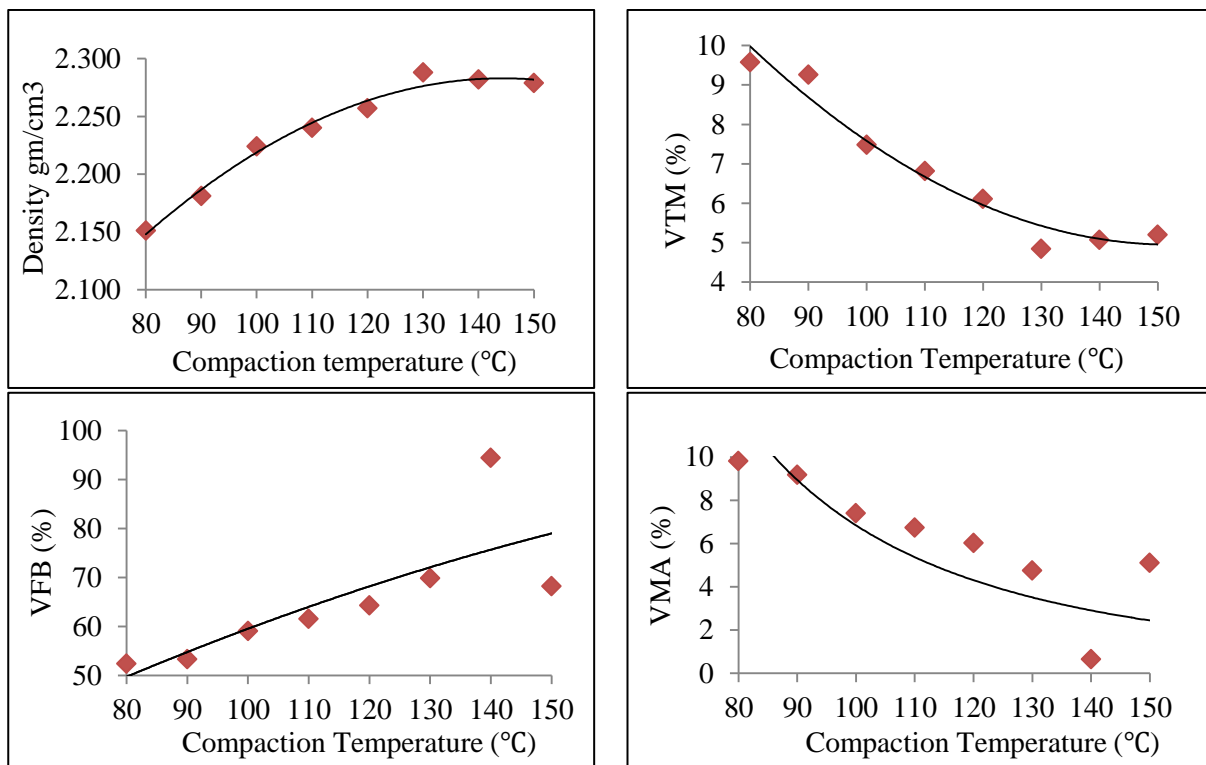 Density gm/cm3
2.300
2.250
2.200
2.150
2.100
80 90 100 110 120 130 140 150
Compaction temperature (°C)
VTM (%)
10
9
8
7
6
5
4
80 90 100 110 120 130 140 150
Compaction Temperature (°C)
VFB (%)
100
90
80
70
60
50
80 90 100 110 120 130 140 150
Compaction Temperature (°C)
VMA (%)
10
8
6
4
2
0
80 90 100 110 120 130 140 150
Compaction Temperature (°C)